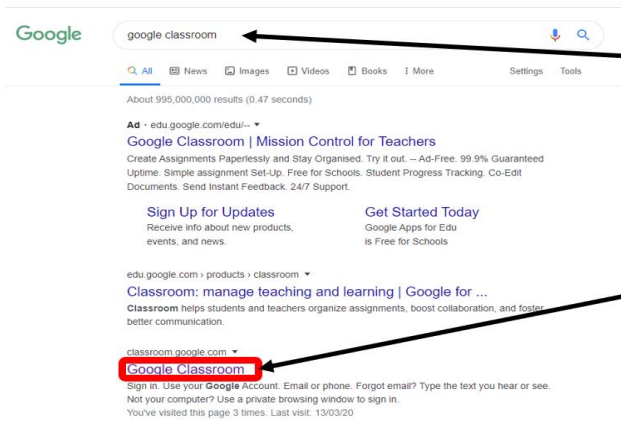 Google
google classroom
All News Images Videos Books More Settings Tools
About 995,000,000 results (0.47 seconds)
Ad · edu.google.com/edu/--
Google Classroom | Mission Control for Teachers
Create Assignments Paperlessly and Stay Organised. Try it out. – Ad-Free. 99.9% Guaranteed
Uptime. Simple assignment Set-Up. Free for Schools. Student Progress Tracking. Co-Edit
Documents. Send Instant Feedback. 24/7 Support.
Sign Up for Updates Get Started Today
Receive info about new products, Google Apps for Edu
events, and news. is Free for Schools
edu.google.com › products › classroom
Classroom: manage teaching and learning | Google for ...
Classroom helps students and teachers organize assignments, boost collaboration, and foster
better communication.
classroom.google.com
Google Classroom
Sign in. Use your Google Account. Email or phone. Forgot email? Type the text you hear or see.
Not your computer? Use a private browsing window to sign in.
You've visited this page 3 times. Last visit: 13/03/20